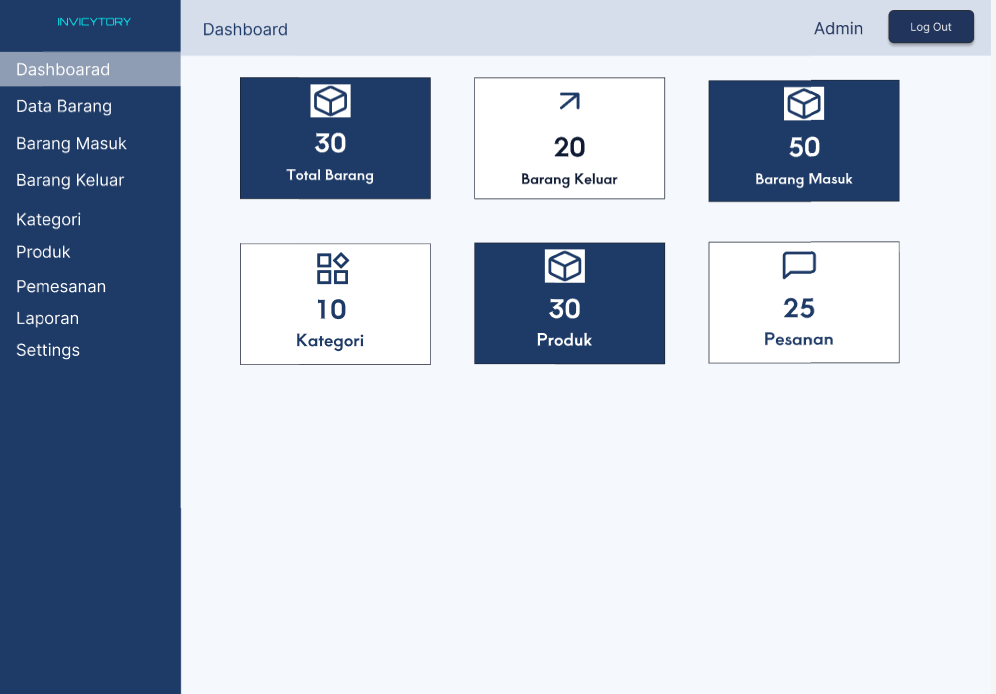 INVICYTORY
Dashboard
Admin
Log Out
Dashboarad
Data Barang
Barang Masuk
Barang Keluar
Kategori
Produk
Pemesanan
Laporan
Settings
30
Total Barang
20
Barang Keluar
50
Barang Masuk
10
Kategori
30
Produk
25
Pesanan